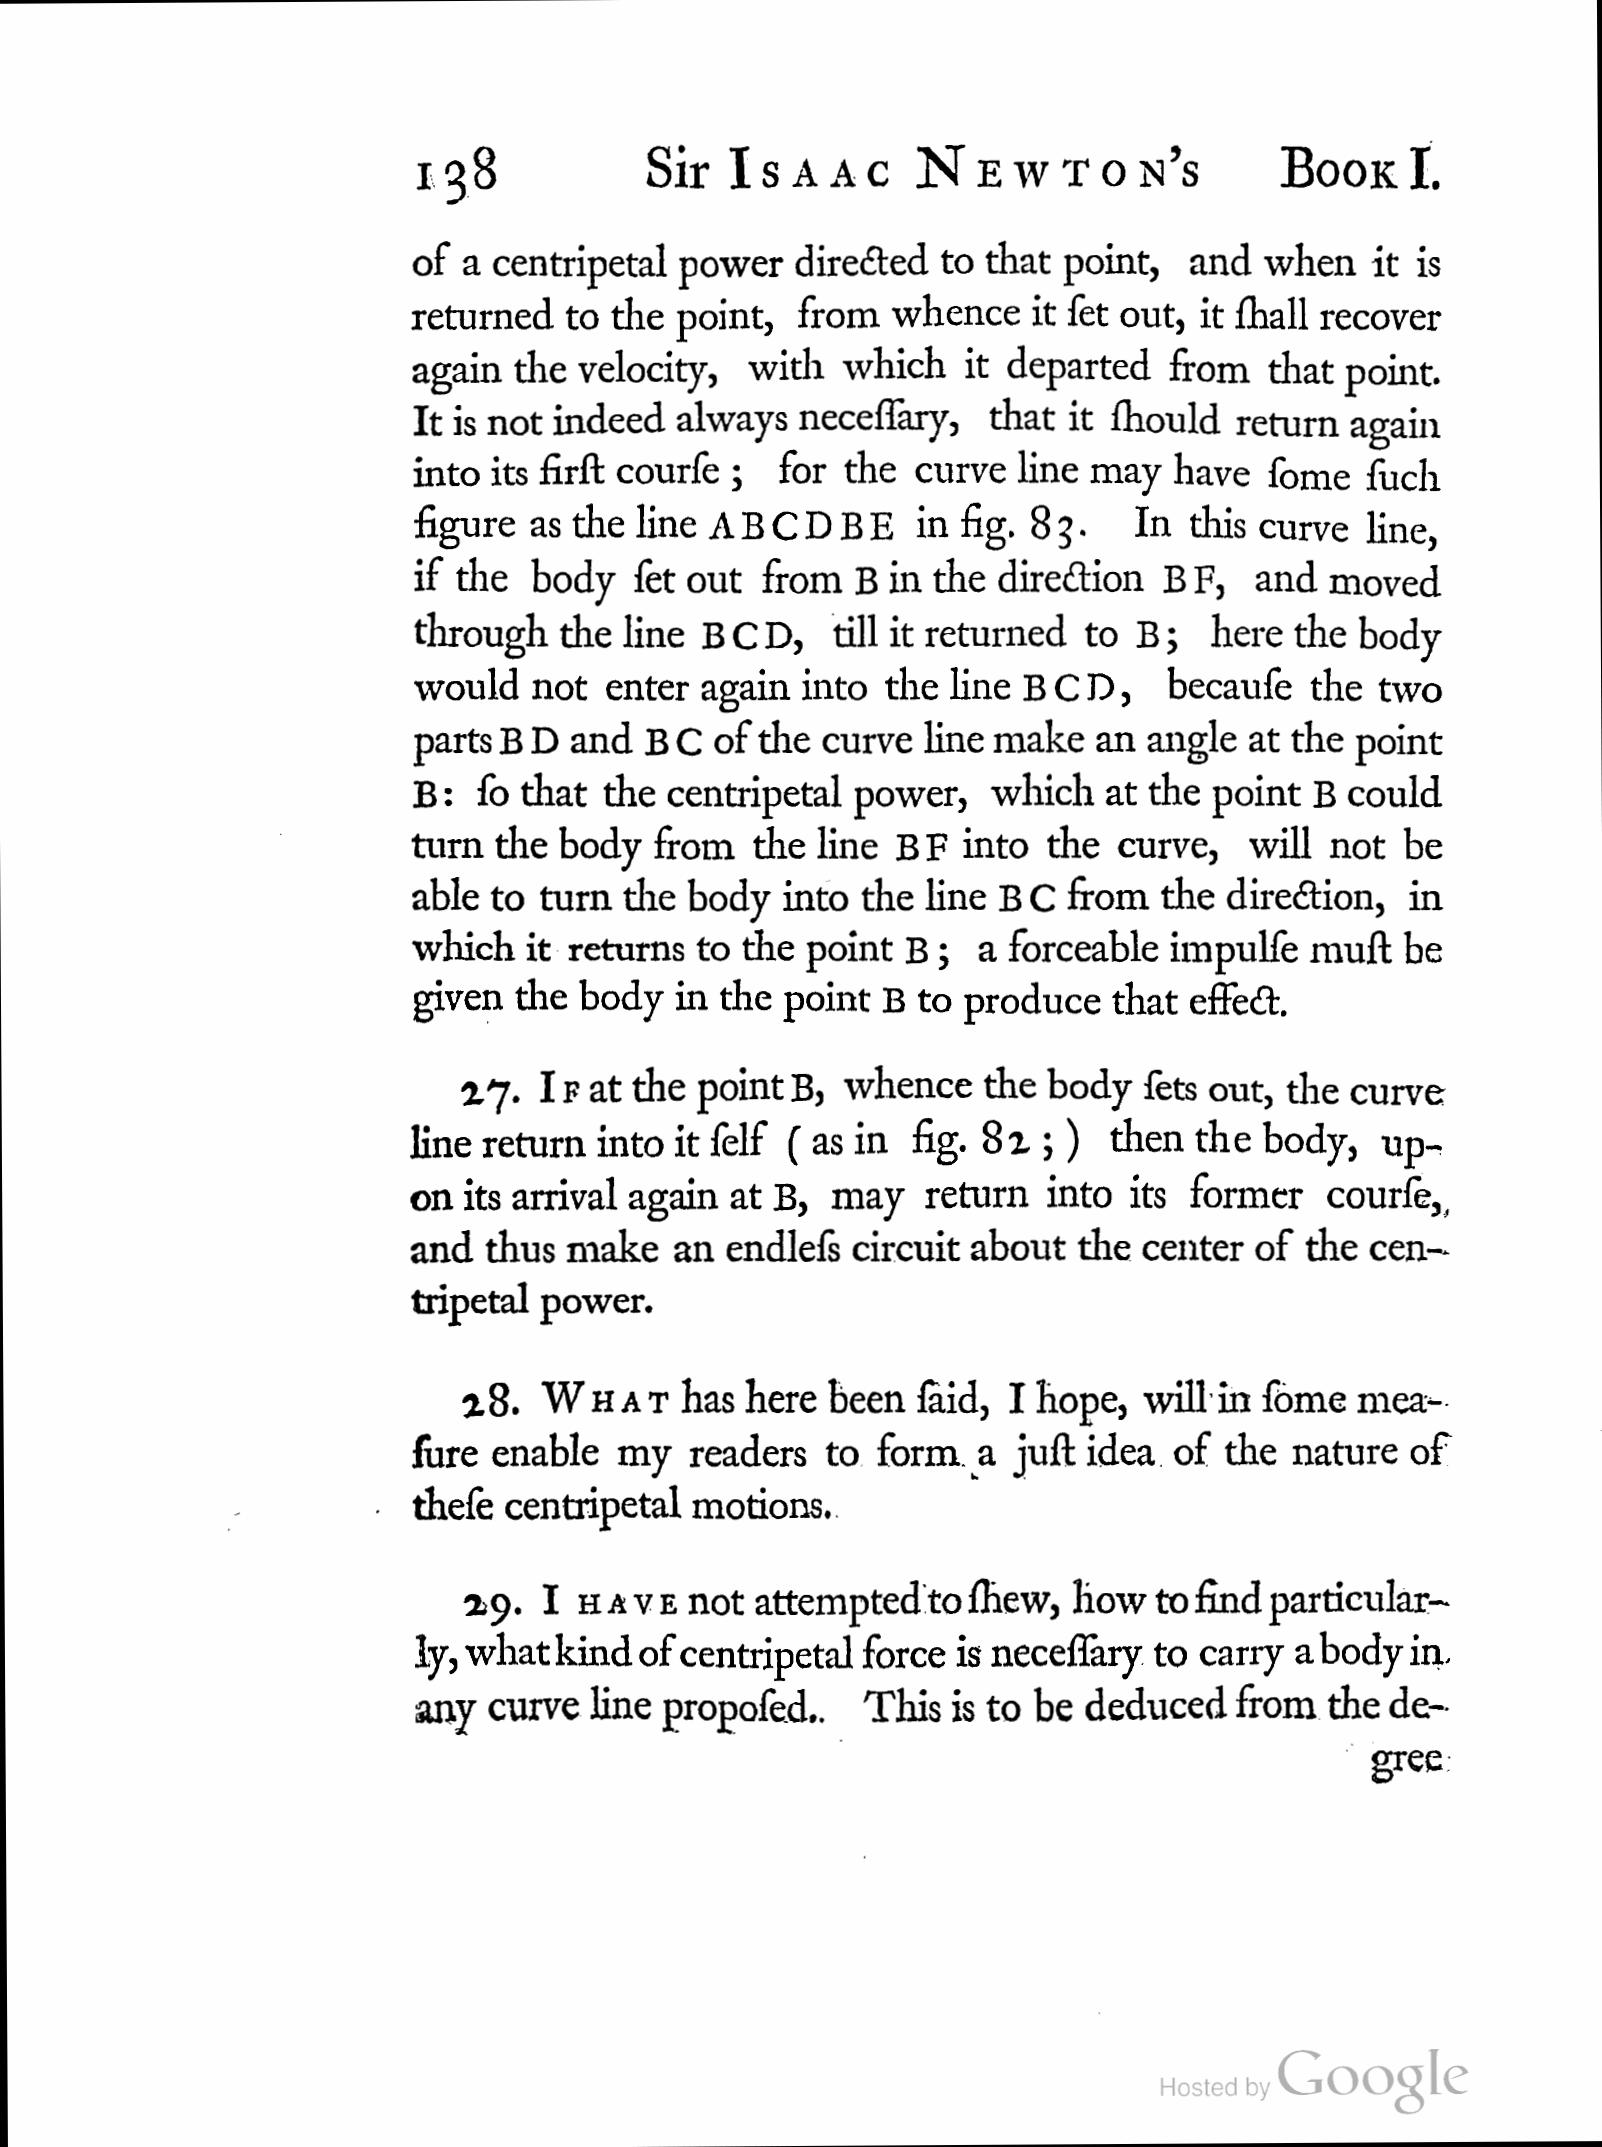 138 Sir ISAAC NEWTON's BOOK I.
of a centripetal power directed to that point, and when it is
returned to the point, from whence it ſet out, it ſhall recover
again the velocity, with which it departed from that point.
It is not indeed always neceſſary, that it ſhould return again
into its firſt courſe ; for the curve line may have ſome ſuch
figure as the line A B C D B E in fig. 83. In this curve line,
if the body ſet out from B in the direction B F, and moved
through the line B C D, till it returned to B; here the body
would not enter again into the line B C D, becauſe the two
parts B D and B C of the curve line make an angle at the point
B: ſo that the centripetal power, which at the point B could
turn the body from the line B F into the curve, will not be
able to turn the body into the line B C from the direction, in
which it returns to the point B ; a forceable impulſe muſt be
given the body in the point B to produce that effect.
27. IF at the point B, whence the body ſets out, the curve
line return into it ſelf ( as in fig. 82 ; ) then the body, up-
on its arrival again at B, may return into its former courſe,
and thus make an endleſs circuit about the center of the cen-
tripetal power.
28. WHAT has here been ſaid, I hope, will in ſome mea-
ſure enable my readers to form a juſt idea of the nature of
theſe centripetal motions.
29. I HAVE not attempted to ſhew, how to find particular-
ly, what kind of centripetal force is neceſſary to carry a body in
any curve line propoſed. This is to be deduced from the de-
gree
Hosted by Google